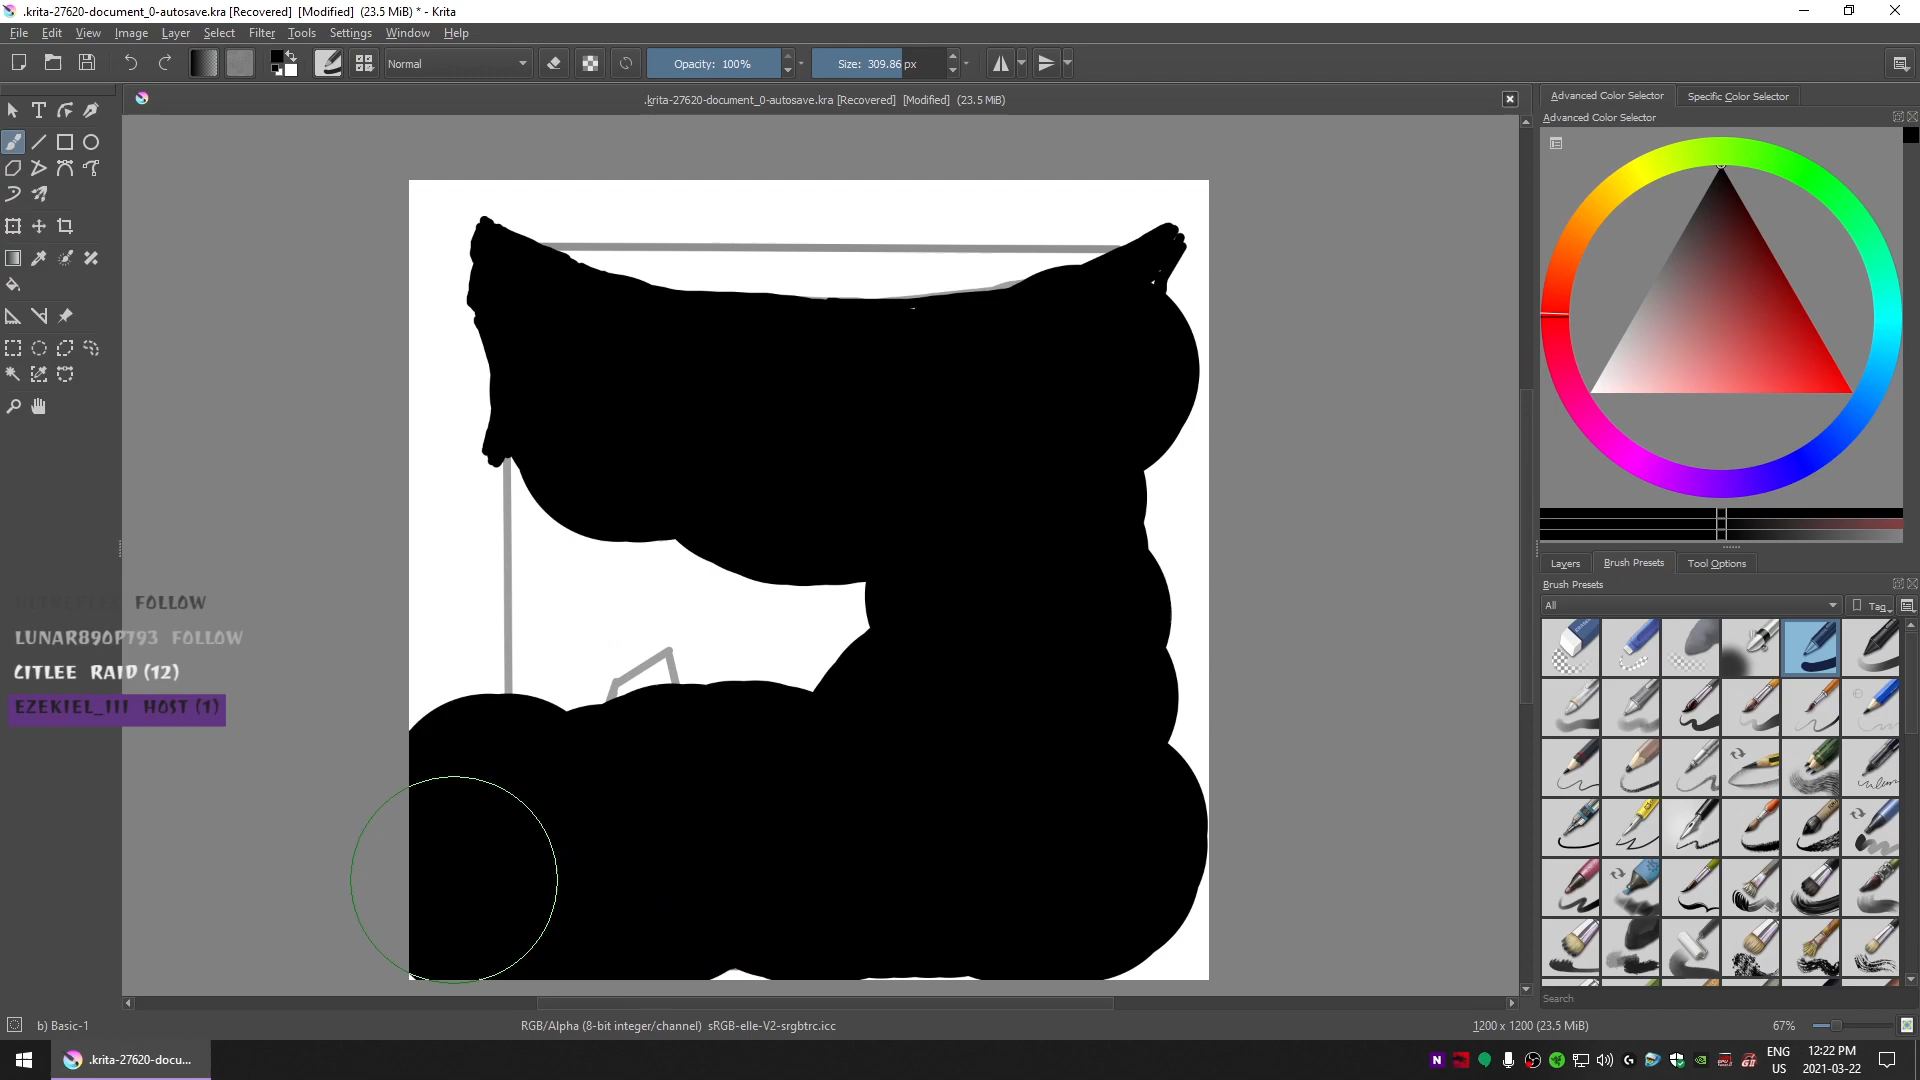 .krita-27620-document_0-autosave.kra [Recovered]  [Modified]  (23.5 MiB) * - Krita
File Edit View Image Layer Select Filter Tools Settings Window Help
Normal Opacity: 100% Size: 309.86 px
.krita-27620-document_0-autosave.kra [Recovered]  [Modified]  (23.5 MiB)
Advanced Color Selector Specific Color Selector
Advanced Color Selector
Layers Brush Presets Tool Options
Brush Presets
All Tag
FOLLOW
LUNAR890P793 FOLLOW
CITLEE RAID (12)
EZEKIEL_III HOST (1)
Search
b) Basic-1 RGB/Alpha (8-bit integer/channel)  sRGB-elle-V2-srgbtrc.icc 1200 x 1200 (23.5 MiB) 67%
.krita-27620-docu... ENG 12:22 PM
US 2021-03-22